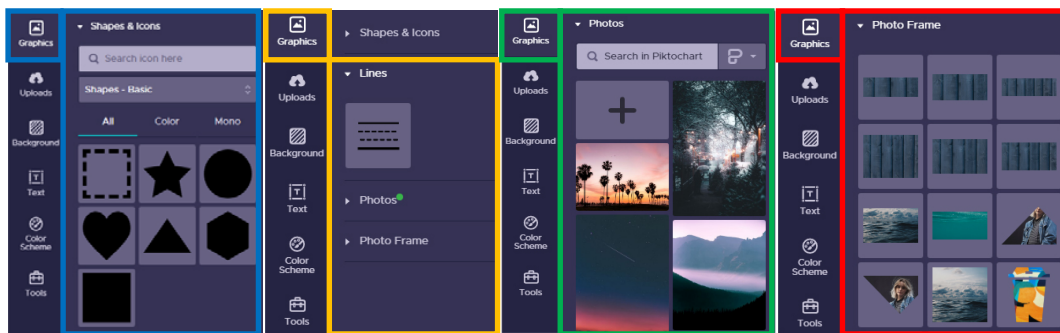 Graphics
Uploads
Background
Text
Color
Scheme
Tools
Shapes & Icons
Search icon here
Shapes - Basic
All Color Mono
Graphics
Uploads
Background
Text
Color
Scheme
Tools
Shapes & Icons
Lines
Photos
Photo Frame
Graphics
Uploads
Background
Text
Color
Scheme
Tools
Photos
Search in Piktochart
Graphics
Uploads
Background
Text
Color
Scheme
Tools
Photo Frame